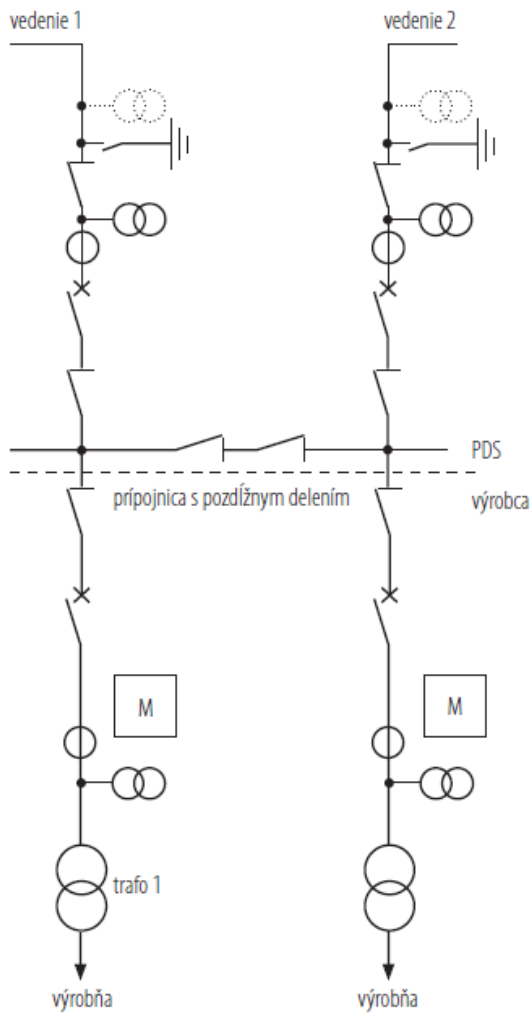 vedenie 1
vedenie 2
PDS
prípojnica s pozdĺžnym delením
výrobca
M
M
trafo 1
výrobňa
výrobňa